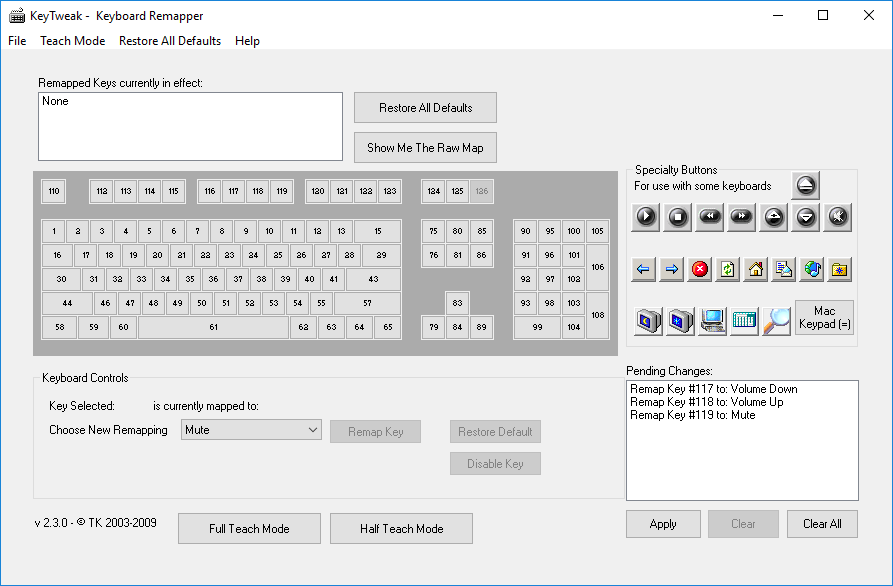 KeyTweak -  Keyboard Remapper
File Teach Mode Restore All Defaults Help
Remapped Keys currently in effect:
None
Restore All Defaults
Show Me The Raw Map
110 112 113 114 115 116 117 118 119 120 121 122 123 124 125 126
1 2 3 4 5 6 7 8 9 10 11 12 13 15 75 80 85 90 95 100 105
16 17 18 19 20 21 22 23 24 25 26 27 28 29 76 81 86 91 96 101
106
30 31 32 33 34 35 36 37 38 39 40 41 43 92 97 102
44 46 47 48 49 50 51 52 53 54 55 57 83 93 98 103
108
58 59 60 61 62 63 64 65 79 84 89 99 104
Specialty Buttons
For use with some keyboards
Mac
Keypad (=)
Keyboard Controls
Key Selected: is currently mapped to:
Choose New Remapping Mute Remap Key Restore Default
Disable Key
Pending Changes:
Remap Key #117 to: Volume Down
Remap Key #118 to: Volume Up
Remap Key #119 to: Mute
v 2.3.0 - © TK 2003-2009
Full Teach Mode Half Teach Mode
Apply Clear Clear All